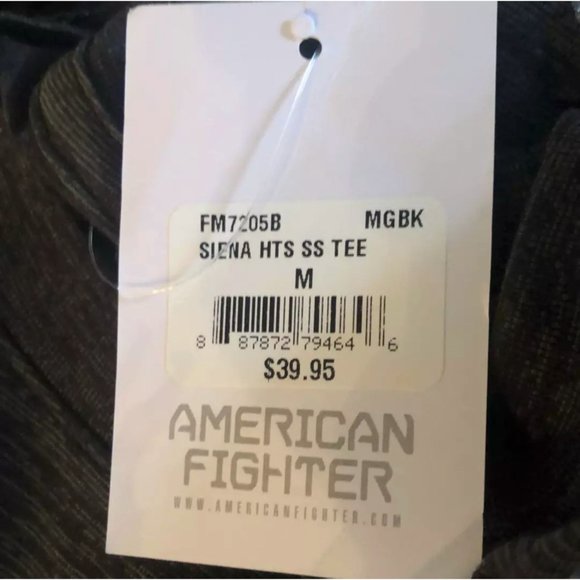 FM7205B MGBK
SIENA HTS SS TEE
M
8 87872 79464 6
$39.95
AMERICAN
FIGHTER
WWW.AMERICANFIGHTER.COM